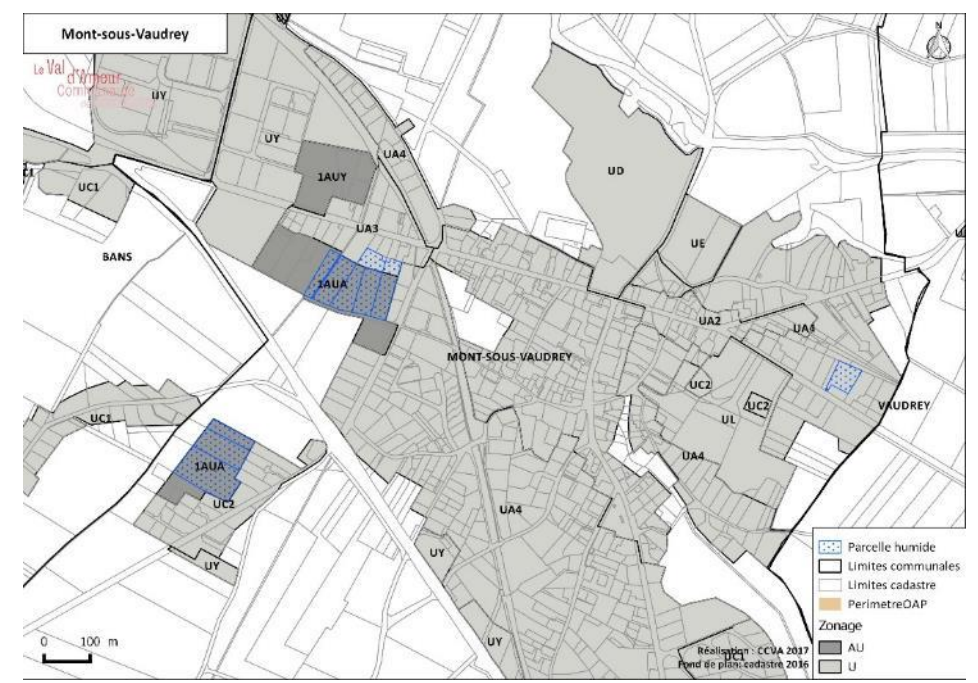 Mont-sous-Vaudrey
Le Val
d'Amour
Communauté
N
UY
UY
UY
UA4
1AUY
UD
UC1
UA3
UE
BANS
1AUA
UA2
UA4
MONT-SOUS-VAUDREY
UC2
UC2
VAUDREY
UC1
UL
1AUA
UA4
UC2
UA4
UY
UY
UY
UC1
Parcelle humide
Limites communales
Limites cadastre
PerimetreOAP
Zonage
AU
U
0 100 m
Réalisation : CCVA 2017
Fond de plan: cadastre 2016